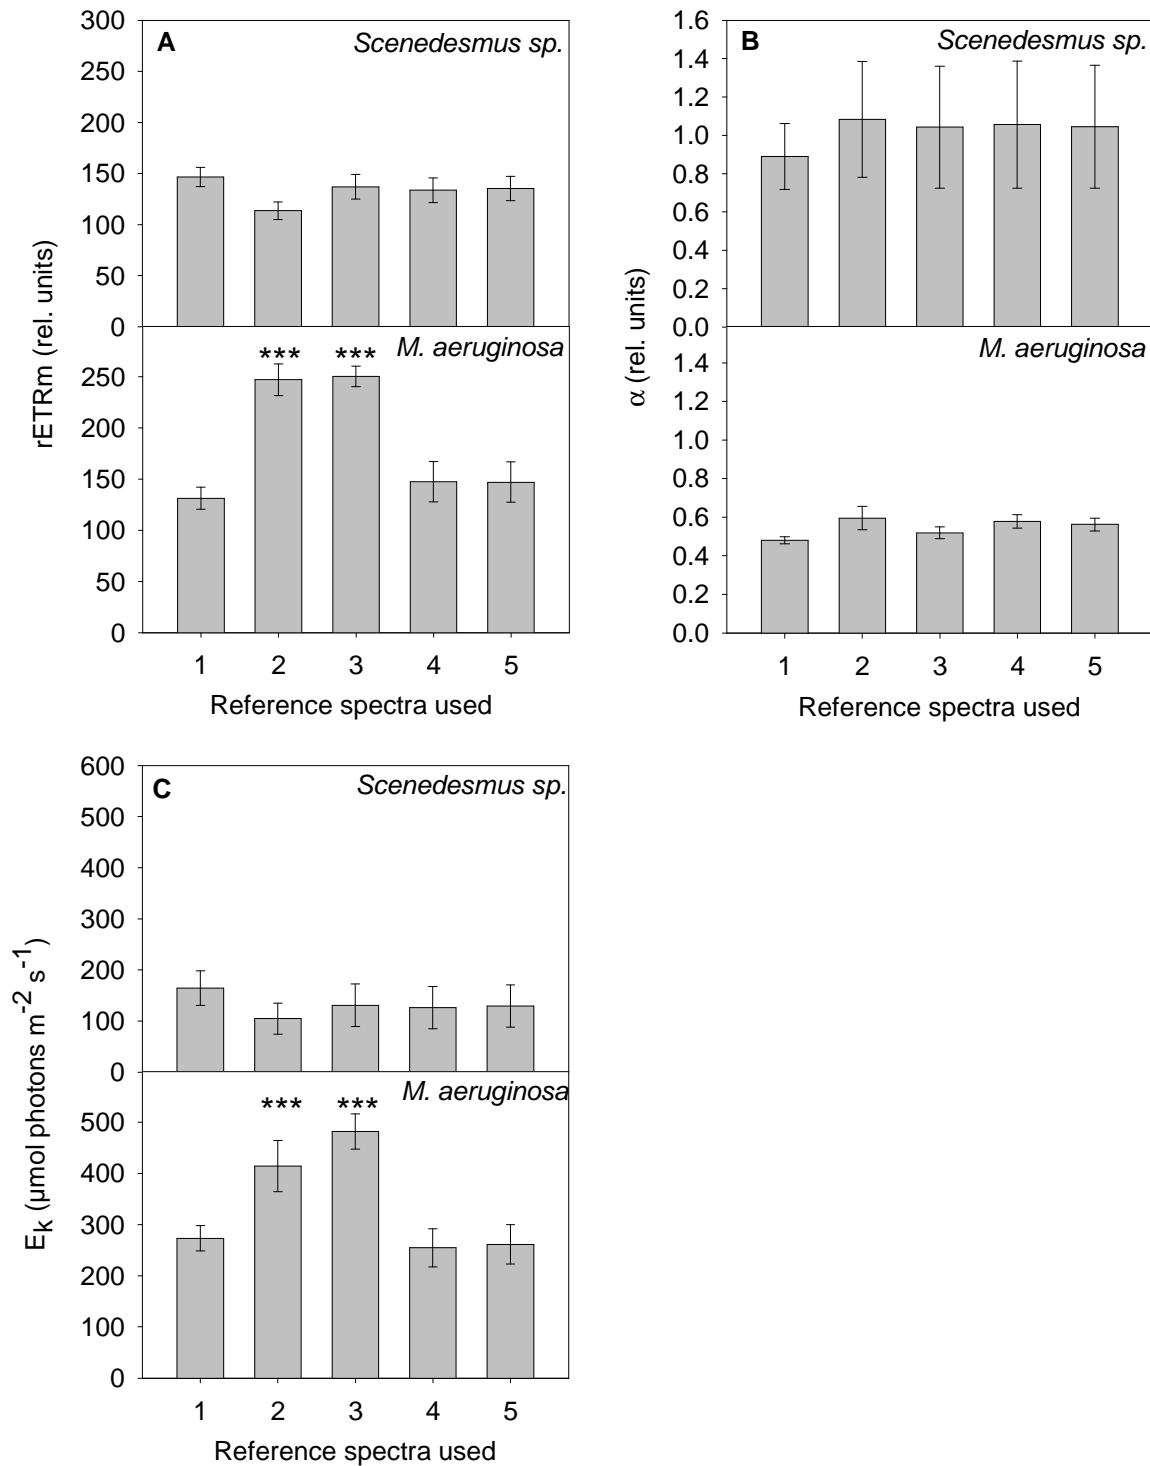 A
Scenedesmus sp.
300
250
200
150
100
50
0
M. aeruginosa
*** ***
250
200
150
100
50
0
rETRm (rel. units)
1 2 3 4 5
Reference spectra used
B
Scenedesmus sp.
1.6
1.4
1.2
1.0
0.8
0.6
0.4
0.2
0.0
M. aeruginosa
1.4
1.2
1.0
0.8
0.6
0.4
0.2
0.0
α (rel. units)
1 2 3 4 5
Reference spectra used
C
Scenedesmus sp.
600
500
400
300
200
100
0
M. aeruginosa
*** ***
500
400
300
200
100
0
Ek (µmol photons m-2 s-1)
1 2 3 4 5
Reference spectra used